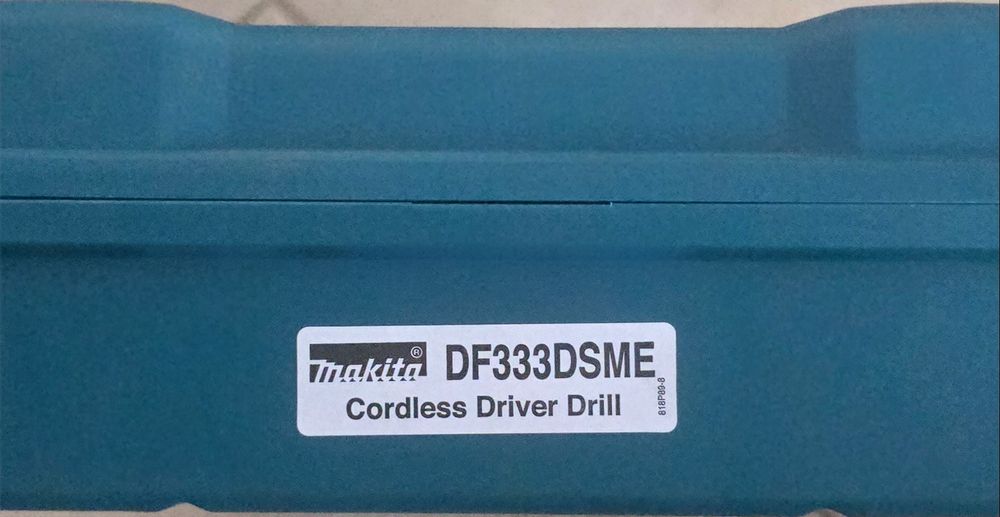 Makita® DF333DSME
Cordless Driver Drill
818P09-8